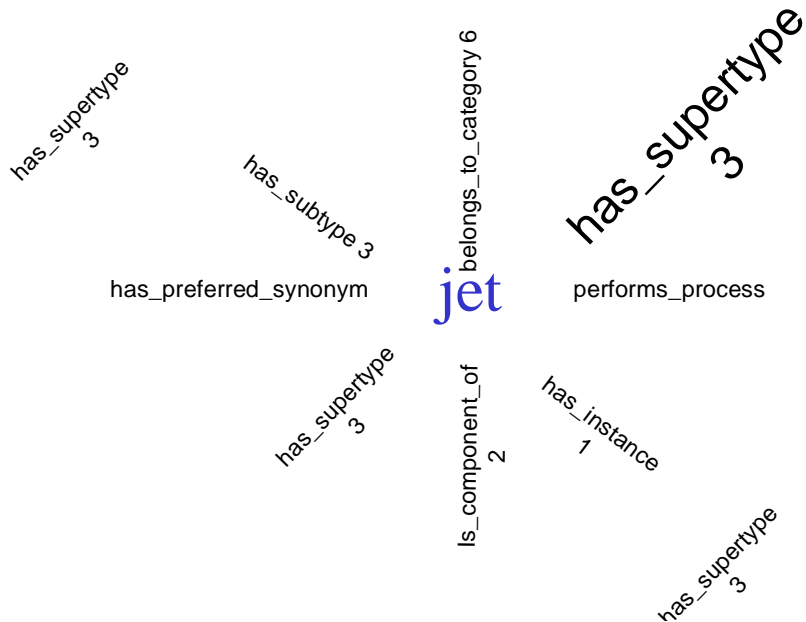 has_supertype
3
belongs_to_category 6
has_supertype
3
has_subtype 3
has_preferred_synonym
jet
performs_process
has_supertype
3
Is_component_of
2
has_instance
1
has_supertype
3